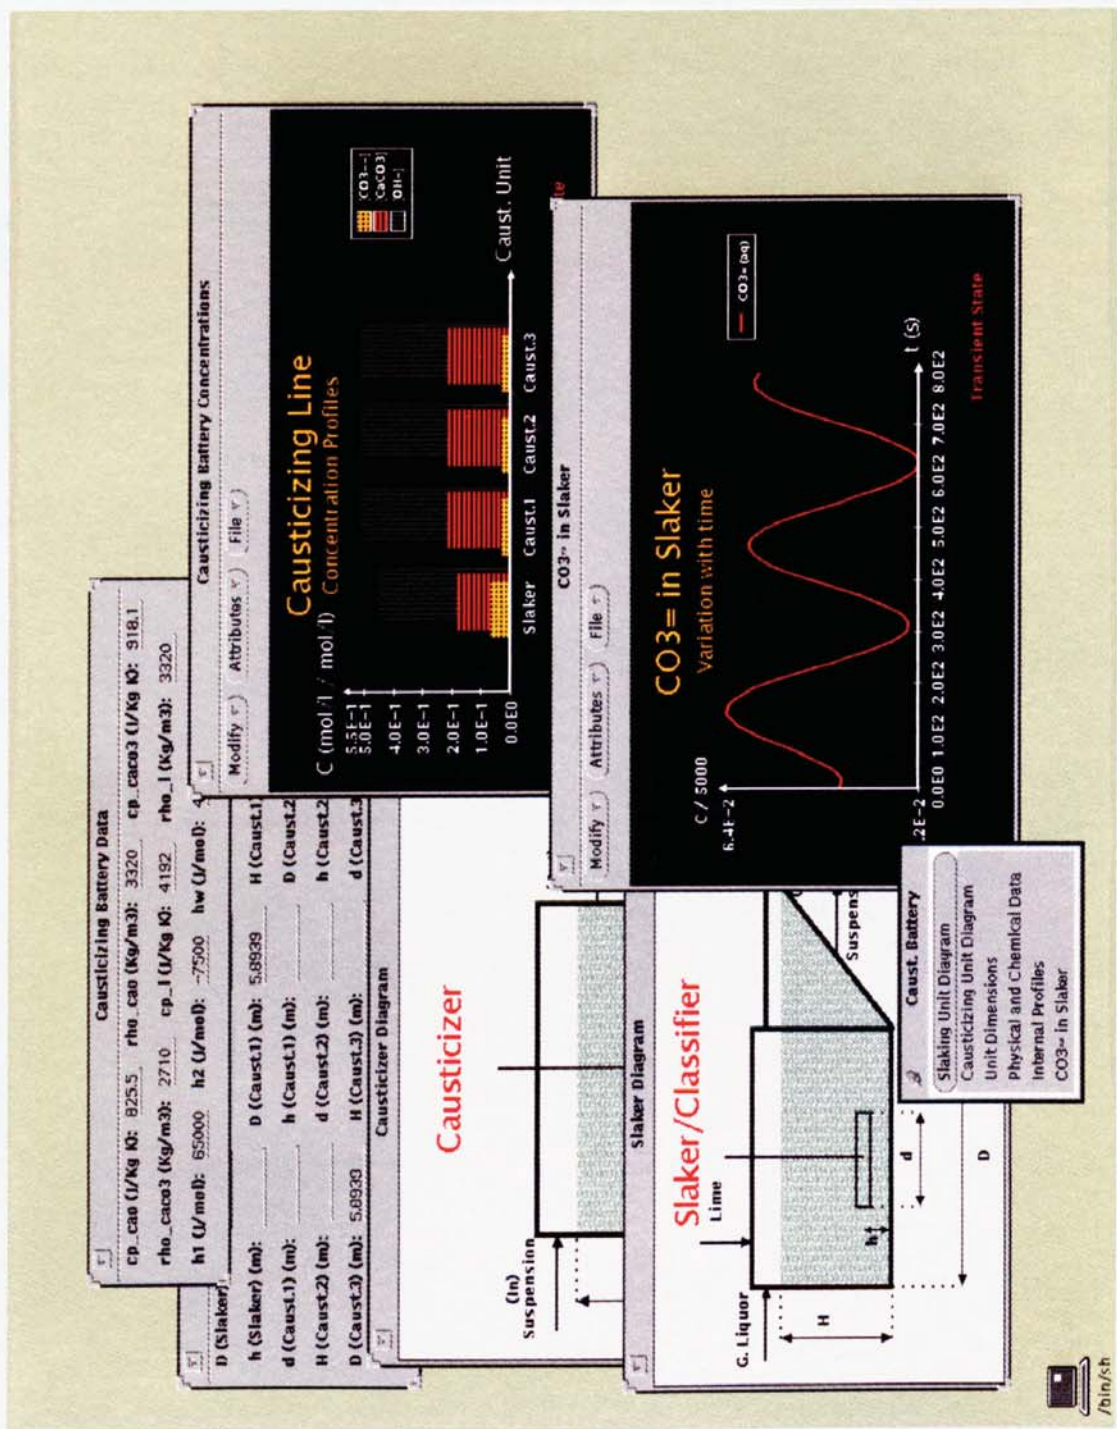 Causticizing Battery Data
cp_cao (J/Kg K): 825.5 rho_cao (Kg/m3): 3320 cp_caco3 (J/Kg K): 918.1
rho_caco3 (Kg/m3): 2710 cp_l (J/Kg K): 4192 rho_l (Kg/m3): 3320
h1 (J/mol): 65000 h2 (J/mol): -7500 hw (J/mol):
D (Slaker)
h (Slaker) (m): D (Caust.1) (m): 5.8939 H (Caust.1)
d (Caust.1) (m): h (Caust.1) (m): D (Caust.2
H (Caust.2) (m): d (Caust.2) (m): h (Caust.2
D (Caust.3) (m): 5.8939 H (Caust.3) (m): d (Caust.3
Causticizing Battery Concentrations
Modify Attributes File
Causticizing Line
Concentration Profiles
C (mol/l / mol/l)
5.5E-1
5.0E-1
4.0E-1
3.0E-1
2.0E-1
1.0E-1
0.0E0
Slaker Caust.1 Caust.2 Caust.3
Caust. Unit
[CO3--]
[CaCO3]
[OH-]
te
Causticizer Diagram
Causticizer
(In)
Suspension
CO3= in Slaker
Modify Attributes File
CO3= in Slaker
Variation with time
C / 5000
6.4E-2
.2E-2
0.0E0 1.0E2 2.0E2 3.0E2 4.0E2 5.0E2 6.0E2 7.0E2 8.0E2
t (s)
CO3= (aq)
Transient State
Slaker Diagram
Slaker/Classifier
Lime
G. Liquor
H
h
d
D
Suspens
Caust. Battery
Slaking Unit Diagram
Causticizing Unit Diagram
Unit Dimensions
Physical and Chemical Data
Internal Profiles
CO3= in Slaker
/bin/sh